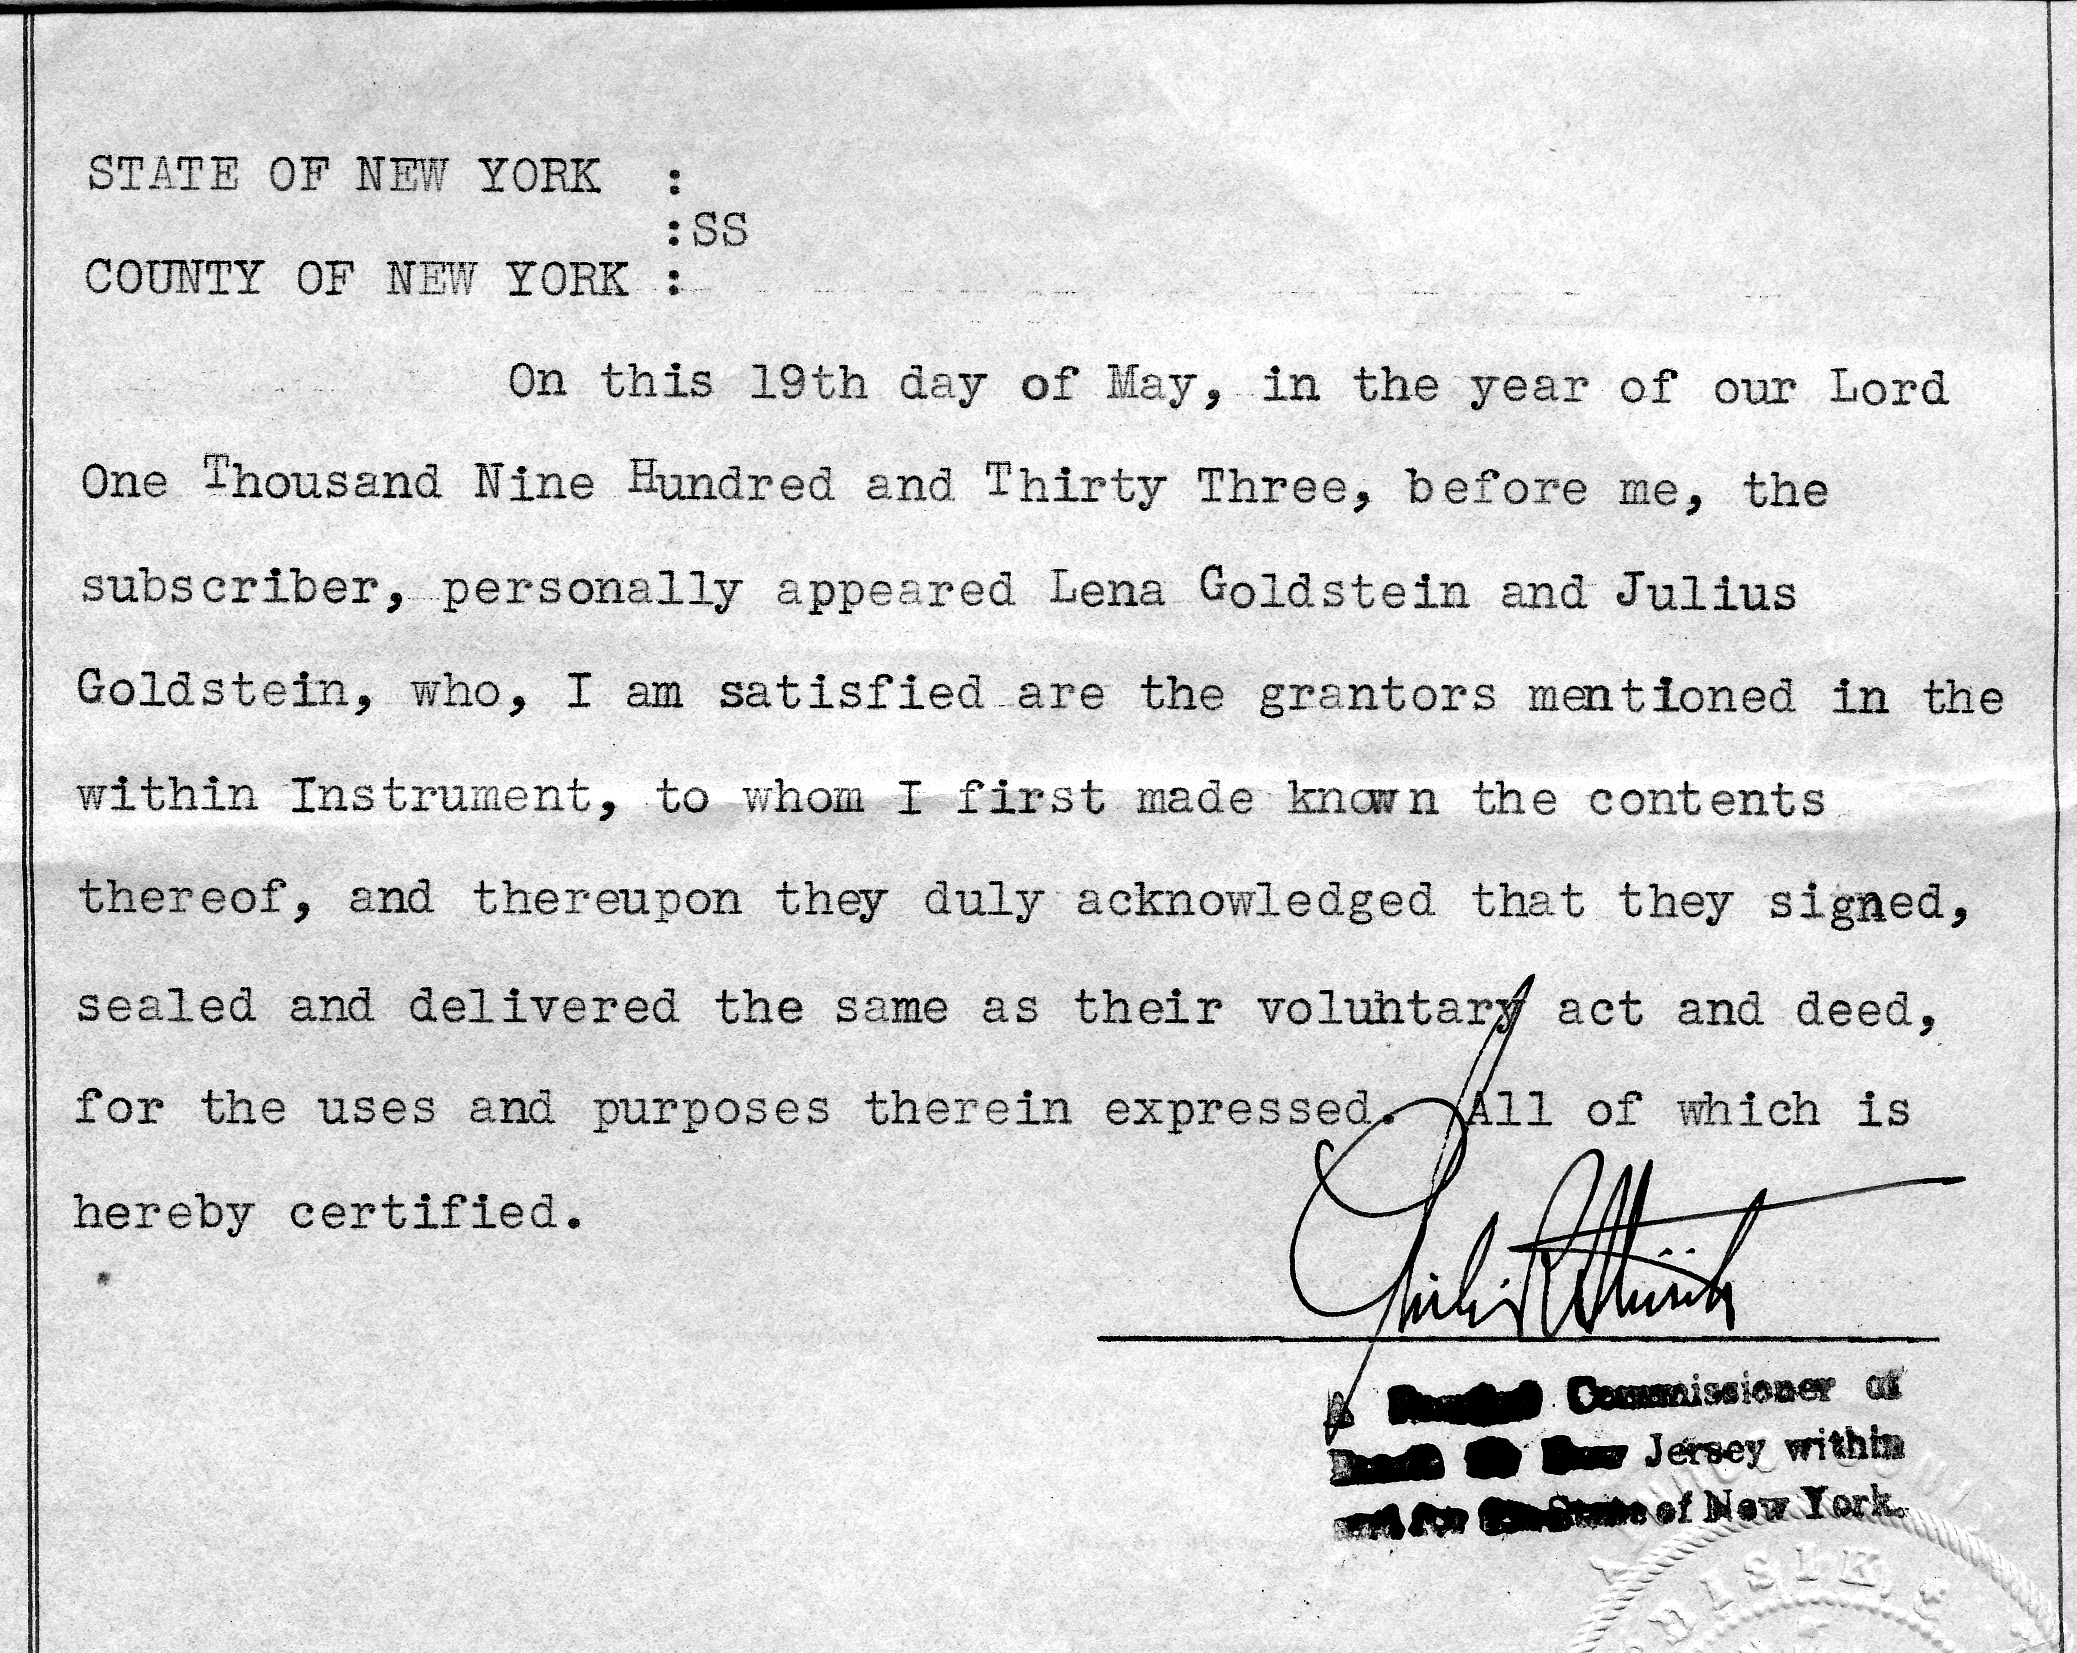 STATE OF NEW YORK :
:SS
COUNTY OF NEW YORK :
On this 19th day of May, in the year of our Lord
One Thousand Nine Hundred and Thirty Three, before me, the
subscriber, personally appeared Lena Goldstein and Julius
Goldstein, who, I am satisfied are the grantors mentioned in the
within Instrument, to whom I first made known the contents
thereof, and thereupon they duly acknowledged that they signed,
sealed and delivered the same as their voluntary act and deed,
for the uses and purposes therein expressed. All of which is
hereby certified.
A Commissioner of
Jersey within
and for the State of New York.